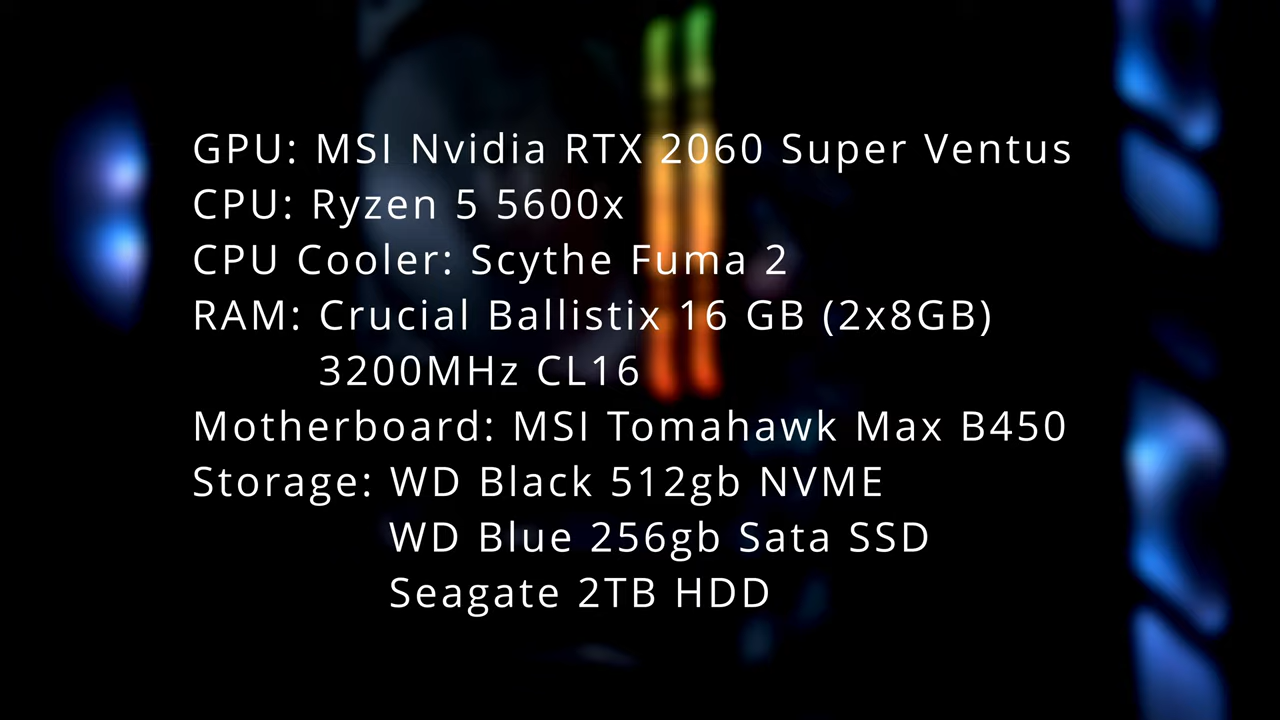 GPU: MSI Nvidia RTX 2060 Super Ventus
CPU: Ryzen 5 5600x
CPU Cooler: Scythe Fuma 2
RAM: Crucial Ballistix 16 GB (2x8GB)
3200MHz CL16
Motherboard: MSI Tomahawk Max B450
Storage: WD Black 512gb NVME
WD Blue 256gb Sata SSD
Seagate 2TB HDD